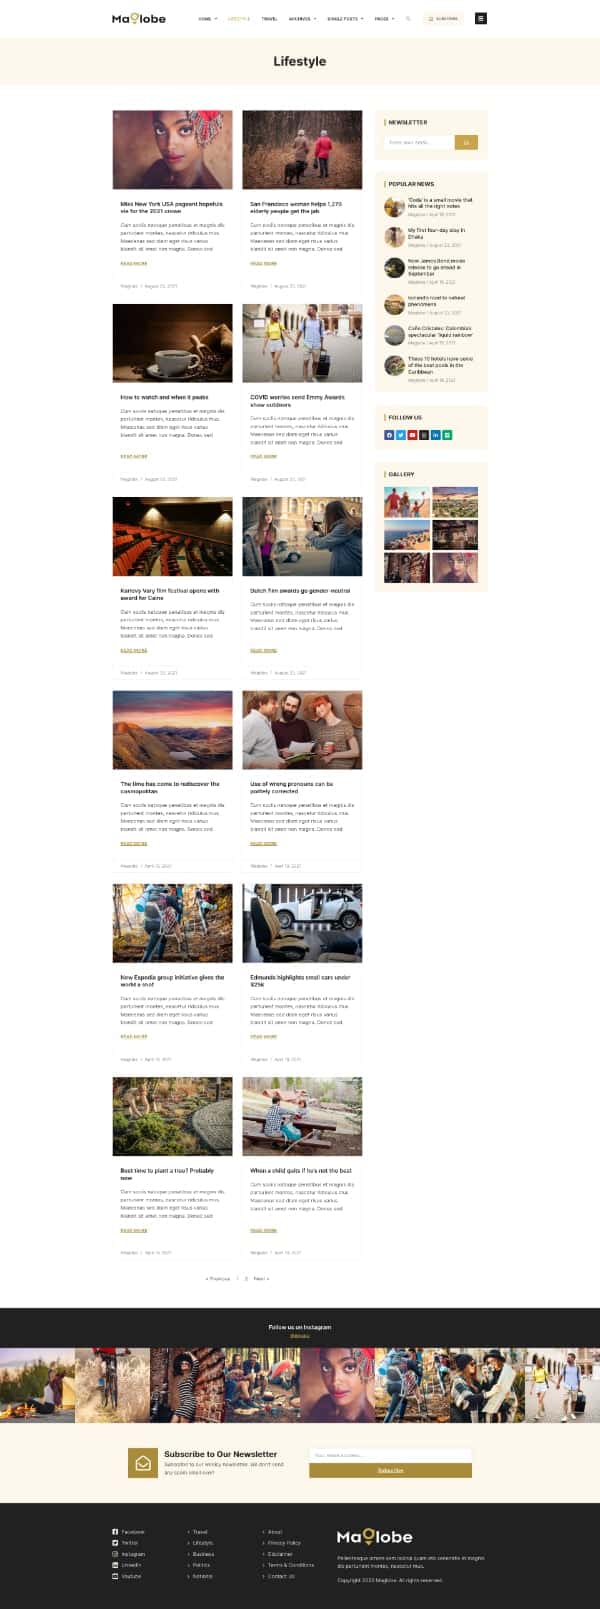 Maglobe
HOME
LIFESTYLE
TRAVEL
ARCHIVES
SINGLE POSTS
PAGES
SUBSCRIBE
Lifestyle
Miss New York USA pageant hopefuls
vie for the 2021 crown
Cum sociis natoque penatibus et magnis dis
parturient montes, nascetur ridiculus mus.
Maecenas sed diam eget risus varius
blandit sit amet non magna. Donec sed
READ MORE
Maglobe / August 23, 2021
San Francisco woman helps 1,270
elderly people get the jab
Cum sociis natoque penatibus et magnis dis
parturient montes, nascetur ridiculus mus.
Maecenas sed diam eget risus varius
blandit sit amet non magna. Donec sed
READ MORE
Maglobe / August 23, 2021
How to watch and when it peaks
Cum sociis natoque penatibus et magnis dis
parturient montes, nascetur ridiculus mus.
Maecenas sed diam eget risus varius
blandit sit amet non magna. Donec sed
READ MORE
Maglobe / August 23, 2021
COVID worries send Emmy Awards
show outdoors
Cum sociis natoque penatibus et magnis dis
parturient montes, nascetur ridiculus mus.
Maecenas sed diam eget risus varius
blandit sit amet non magna. Donec sed
READ MORE
Maglobe / August 23, 2021
Karlovy Vary film festival opens with
award for Caine
Cum sociis natoque penatibus et magnis dis
parturient montes, nascetur ridiculus mus.
Maecenas sed diam eget risus varius
blandit sit amet non magna. Donec sed
READ MORE
Maglobe / August 23, 2021
Dutch film awards go gender-neutral
Cum sociis natoque penatibus et magnis dis
parturient montes, nascetur ridiculus mus.
Maecenas sed diam eget risus varius
blandit sit amet non magna. Donec sed
READ MORE
Maglobe / August 23, 2021
The time has come to rediscover the
cosmopolitan
Cum sociis natoque penatibus et magnis dis
parturient montes, nascetur ridiculus mus.
Maecenas sed diam eget risus varius
blandit sit amet non magna. Donec sed
READ MORE
Maglobe / April 19, 2021
Use of wrong pronouns can be
politely corrected
Cum sociis natoque penatibus et magnis dis
parturient montes, nascetur ridiculus mus.
Maecenas sed diam eget risus varius
blandit sit amet non magna. Donec sed
READ MORE
Maglobe / April 19, 2021
New Expedia group initiative gives the
world a shot
Cum sociis natoque penatibus et magnis dis
parturient montes, nascetur ridiculus mus.
Maecenas sed diam eget risus varius
blandit sit amet non magna. Donec sed
READ MORE
Maglobe / April 19, 2021
Edmunds highlights small cars under
$25k
Cum sociis natoque penatibus et magnis dis
parturient montes, nascetur ridiculus mus.
Maecenas sed diam eget risus varius
blandit sit amet non magna. Donec sed
READ MORE
Maglobe / April 19, 2021
Best time to plant a tree? Probably
now
Cum sociis natoque penatibus et magnis dis
parturient montes, nascetur ridiculus mus.
Maecenas sed diam eget risus varius
blandit sit amet non magna. Donec sed
READ MORE
Maglobe / April 19, 2021
When a child quits if he's not the best
Cum sociis natoque penatibus et magnis dis
parturient montes, nascetur ridiculus mus.
Maecenas sed diam eget risus varius
blandit sit amet non magna. Donec sed
READ MORE
Maglobe / April 19, 2021
« Previous 1 2 Next »
NEWSLETTER
Enter your email...
POPULAR NEWS
'Coda' is a small movie that
hits all the right notes
Maglobe / April 19, 2021
My first four-day stay in
Dhaka
Maglobe / August 23, 2021
New James Bond movie
release to go ahead in
September
Maglobe / April 19, 2021
Iceland's road to natural
phenomena
Maglobe / August 23, 2021
Caño Cristales: Colombia's
spectacular 'liquid rainbow'
Maglobe / April 19, 2021
These 10 hotels have some
of the best pools in the
Caribbean
Maglobe / April 19, 2021
FOLLOW US
GALLERY
Follow us on Instagram
Subscribe to Our Newsletter
Subscribe to our weekly newsletter. We don't send
any spam email ever!
Your email address...
Subscribe
Facebook
Twitter
Instagram
LinkedIn
Youtube
Travel
Lifestyle
Business
Politics
National
About
Privacy Policy
Disclaimer
Terms & Conditions
Contact Us
Maglobe
Pellentesque ornare sem lacinia quam est venenatis et magnis
dis parturient montes, nascetur mus.
Copyright 2023 Maglobe. All rights reserved.